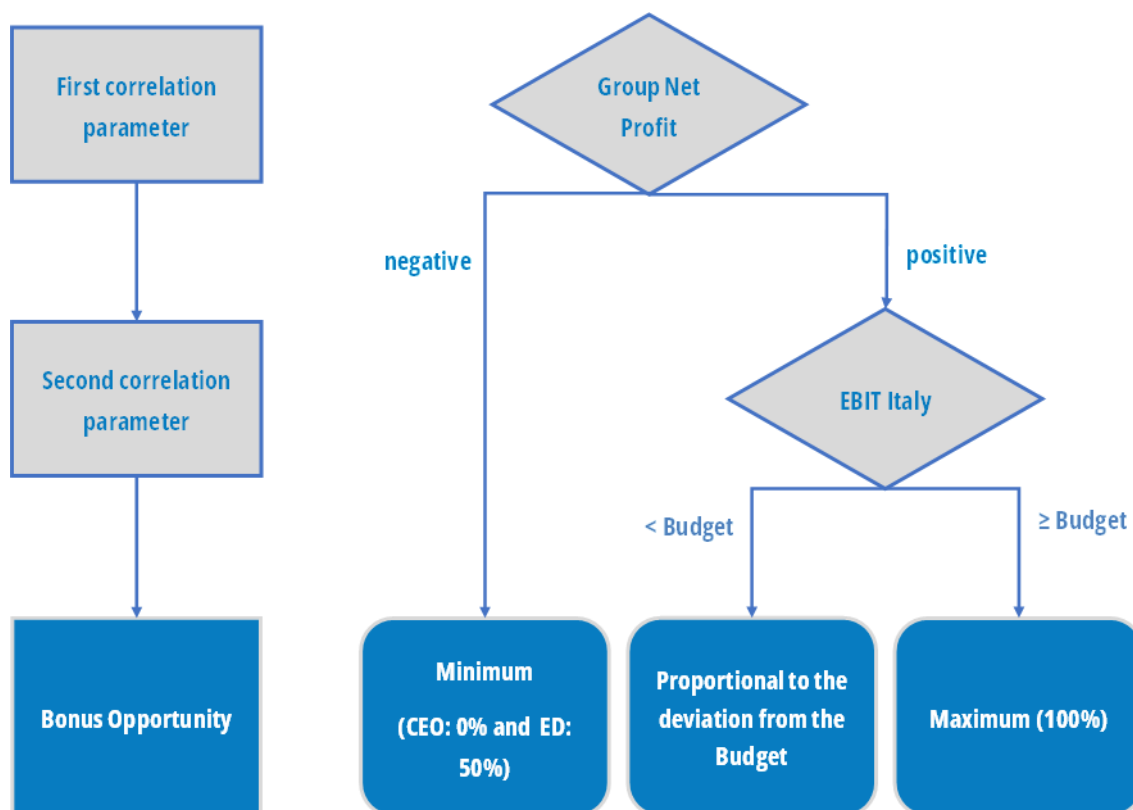 First correlation
parameter
Group Net
Profit
negative
positive
Second correlation
parameter
EBIT Italy
< Budget
≥ Budget
Bonus Opportunity
Minimum
(CEO: 0% and ED:
50%)
Proportional to the
deviation from the
Budget
Maximum (100%)